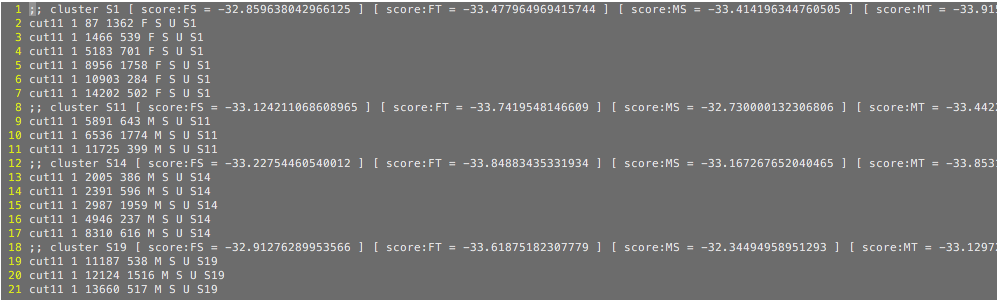 1 ;; cluster S1 [ score:FS = -32.859638042966125 ] [ score:FT = -33.477964969415744 ] [ score:MS = -33.414196344760505 ] [ score:MT = -33.915
2 cut11 1 87 1362 F S U S1
3 cut11 1 1466 539 F S U S1
4 cut11 1 5183 701 F S U S1
5 cut11 1 8956 1758 F S U S1
6 cut11 1 10903 284 F S U S1
7 cut11 1 14202 502 F S U S1
8 ;; cluster S11 [ score:FS = -33.124211068608965 ] [ score:FT = -33.7419548146609 ] [ score:MS = -32.730000132306806 ] [ score:MT = -33.442
9 cut11 1 5891 643 M S U S11
10 cut11 1 6536 1774 M S U S11
11 cut11 1 11725 399 M S U S11
12 ;; cluster S14 [ score:FS = -33.22754460540012 ] [ score:FT = -33.84883435331934 ] [ score:MS = -33.167267652040465 ] [ score:MT = -33.853
13 cut11 1 2005 386 M S U S14
14 cut11 1 2391 596 M S U S14
15 cut11 1 2987 1959 M S U S14
16 cut11 1 4946 237 M S U S14
17 cut11 1 8310 616 M S U S14
18 ;; cluster S19 [ score:FS = -32.91276289953566 ] [ score:FT = -33.61875182307779 ] [ score:MS = -32.34494958951293 ] [ score:MT = -33.1297
19 cut11 1 11187 538 M S U S19
20 cut11 1 12124 1516 M S U S19
21 cut11 1 13660 517 M S U S19